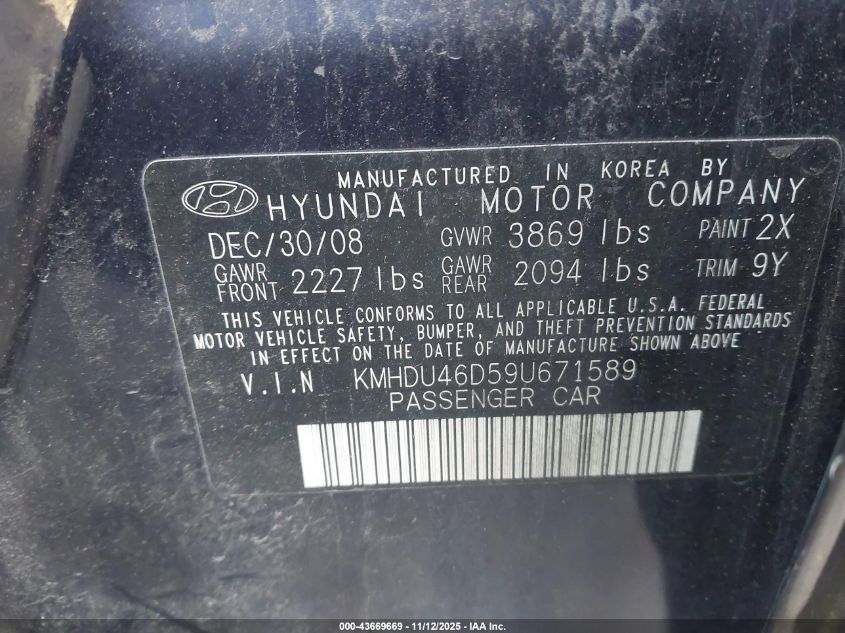 MANUFACTURED IN KOREA BY
HYUNDAI MOTOR COMPANY
DEC/30/08 GVWR 3869 lbs PAINT 2X
GAWR FRONT 2227 lbs GAWR REAR 2094 lbs TRIM 9Y
THIS VEHICLE CONFORMS TO ALL APPLICABLE U.S.A. FEDERAL
MOTOR VEHICLE SAFETY, BUMPER, AND THEFT PREVENTION STANDARDS
IN EFFECT ON THE DATE OF MANUFACTURE SHOWN ABOVE
V.I.N KMHDU46D59U671589
PASSENGER CAR
000-43669669 - 11/12/2025 - IAA Inc.